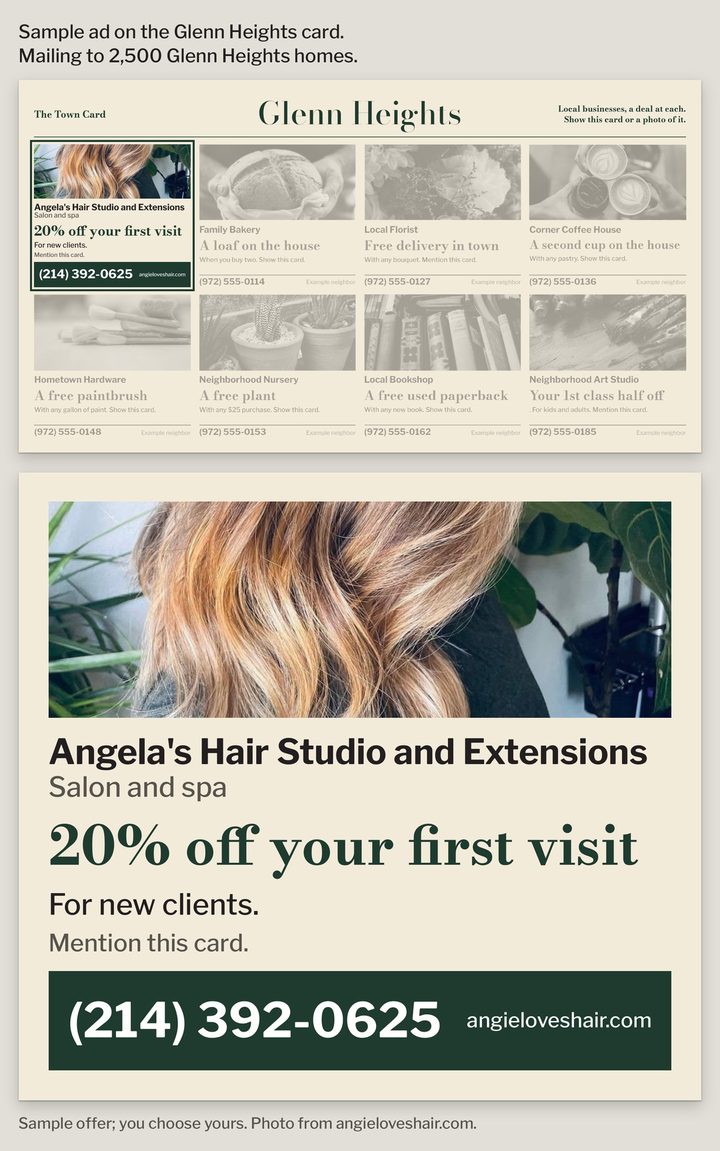 Sample ad on the Glenn Heights card.
Mailing to 2,500 Glenn Heights homes.
The Town Card
Glenn Heights
Local businesses, a deal at each.
Show this card or a photo of it.
Angela's Hair Studio and Extensions
Salon and spa
20% off your first visit
For new clients.
Mention this card.
(214) 392-0625 angieloveshair.com
Family Bakery
A loaf on the house
When you buy two. Show this card.
(972) 555-0114 Example neighbor
Local Florist
Free delivery in town
With any bouquet. Mention this card.
(972) 555-0127 Example neighbor
Corner Coffee House
A second cup on the house
With any pastry. Show this card.
(972) 555-0136 Example neighbor
Hometown Hardware
A free paintbrush
With any gallon of paint. Show this card.
(972) 555-0148 Example neighbor
Neighborhood Nursery
A free plant
With any $25 purchase. Show this card.
(972) 555-0153 Example neighbor
Local Bookshop
A free used paperback
With any new book. Show this card.
(972) 555-0162 Example neighbor
Neighborhood Art Studio
Your 1st class half off
For kids and adults. Mention this card.
(972) 555-0185 Example neighbor
Angela's Hair Studio and Extensions
Salon and spa
20% off your first visit
For new clients.
Mention this card.
(214) 392-0625 angieloveshair.com
Sample offer; you choose yours. Photo from angieloveshair.com.